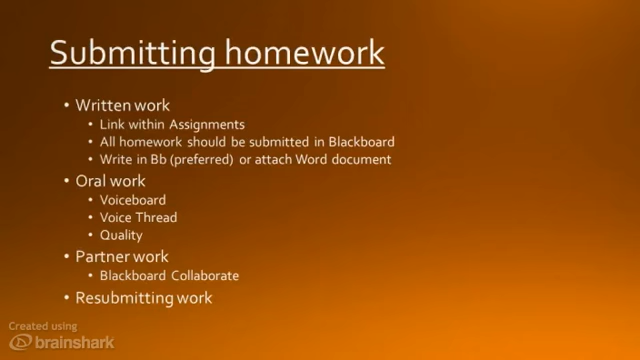 Submitting homework
• Written work
• Link within Assignments
• All homework should be submitted in Blackboard
• Write in Bb (preferred) or attach Word document
• Oral work
• Voiceboard
• Voice Thread
• Quality
• Partner work
• Blackboard Collaborate
• Resubmitting work
Created using
brainshark